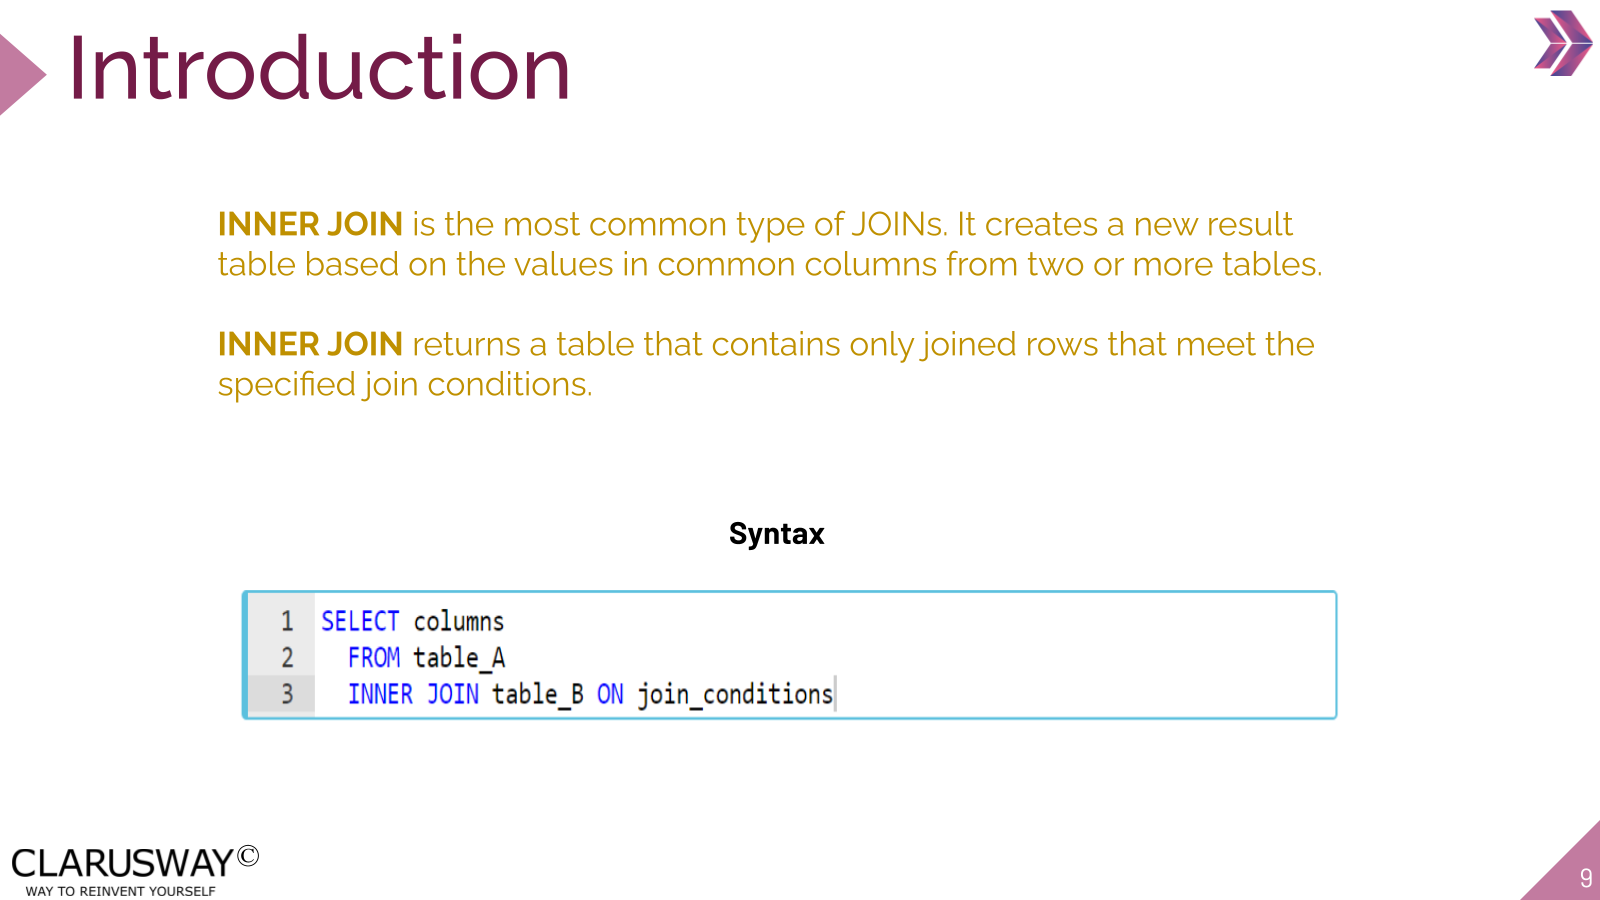 Introduction
INNER JOIN is the most common type of JOINs. It creates a new result
table based on the values in common columns from two or more tables.
INNER JOIN returns a table that contains only joined rows that meet the
specified join conditions.
Syntax
1 SELECT columns
2 FROM table_A
3 INNER JOIN table_B ON join_conditions
CLARUSWAY©
WAY TO REINVENT YOURSELF
9